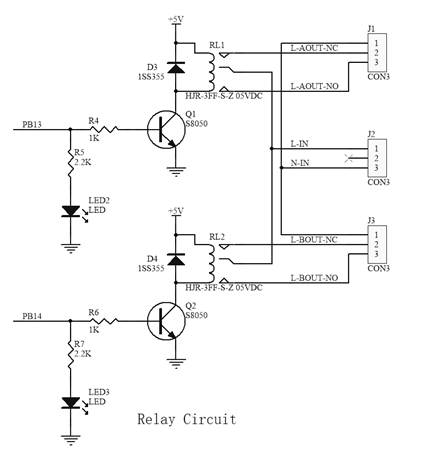 +5V
J1
RL1
L-AOUT-NC
1
2
3
D3
1SS355
L-AOUT-NO
CON3
HJR-3FF-S-Z 05VDC
Q1
S8050
PB13
R4
1K
J2
L-IN
1
2
3
N-IN
CON3
R5
2.2K
LED2
LED
+5V
J3
RL2
L-BOUT-NC
1
2
3
D4
1SS355
L-BOUT-NO
CON3
HJR-3FF-S-Z 05VDC
Q2
S8050
PB14
R6
1K
R7
2.2K
LED3
LED
Relay Circuit